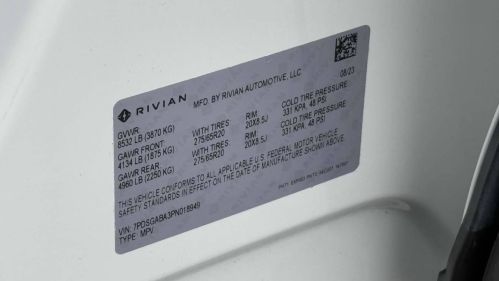 RIVIAN MFD. BY RIVIAN AUTOMOTIVE, LLC 08/23
GVWR
8532 LB (3870 KG) WITH TIRES RIM: COLD TIRE PRESSURE
GAWR FRONT 275/65R20 20X8.5J 331 KPA, 48 PSI
4134 LB (1875 KG) WITH TIRES RIM: COLD TIRE PRESSURE
GAWR REAR 275/65R20 20X8.5J 331 KPA, 48 PSI
4960 LB (2250 KG)
THIS VEHICLE CONFORMS TO ALL APPLICABLE U.S. FEDERAL MOTOR VEHICLE
SAFETY STANDARDS IN EFFECT ON THE DATE OF MANUFACTURE SHOWN ABOVE.
VIN: 7PDSGABA3PN018949
TYPE: MPV